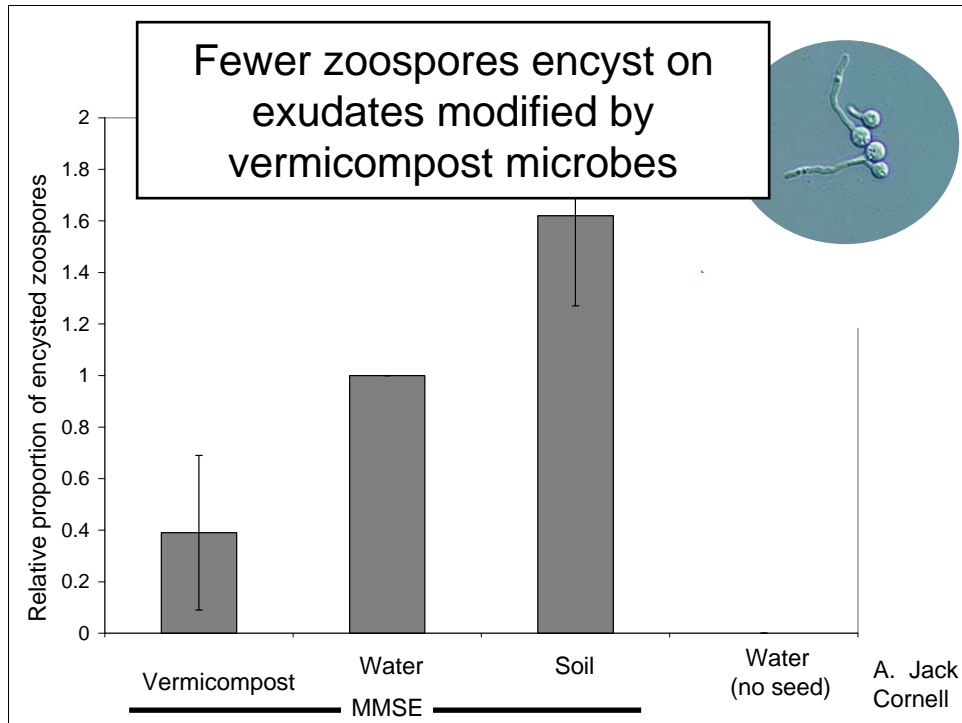 Fewer zoospores encyst on
exudates modified by
vermicompost microbes
Relative proportion of encysted zoospores
2
1.8
1.6
1.4
1.2
1
0.8
0.6
0.4
0.2
0
Vermicompost
Water
Soil
Water
(no seed)
MMSE
A. Jack
Cornell